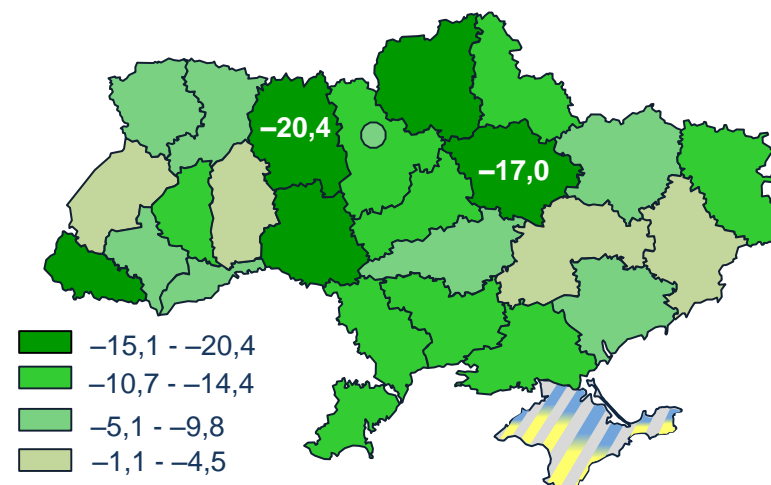 –20,4
–17,0
–15,1 - –20,4
–10,7 - –14,4
–5,1 - –9,8
–1,1 - –4,5